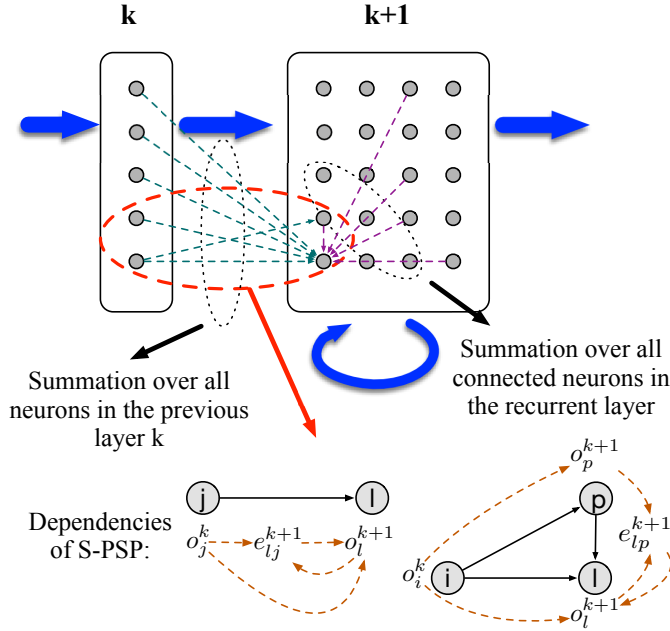 k k+1
Summation over all
neurons in the previous
layer k
Summation over all
connected neurons in
the recurrent layer
Dependencies
of S-PSP:
j l
o_j^k e_{lj}^{k+1} o_l^{k+1}
o_p^{k+1}
p
e_{lp}^{k+1}
o_i^k i l
o_l^{k+1}